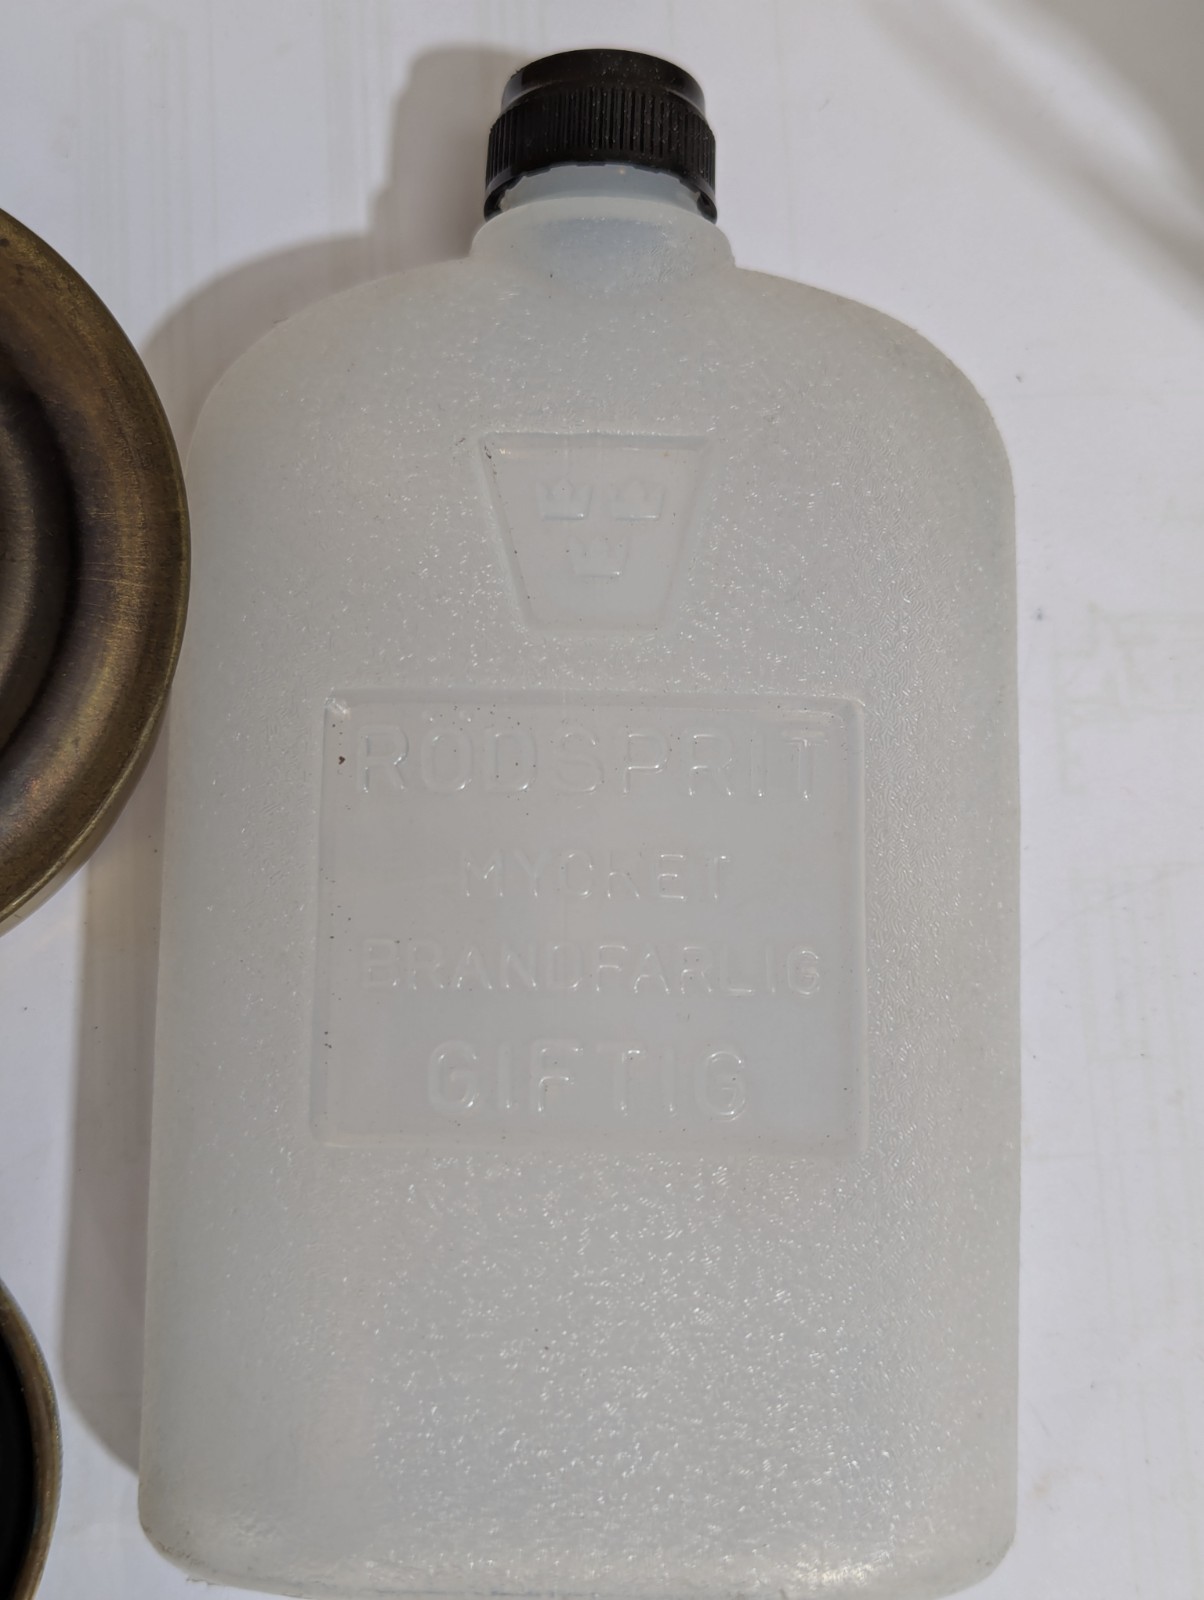 RÖDSPRIT
MYCKET
BRANDFARLIG
GIFTIG